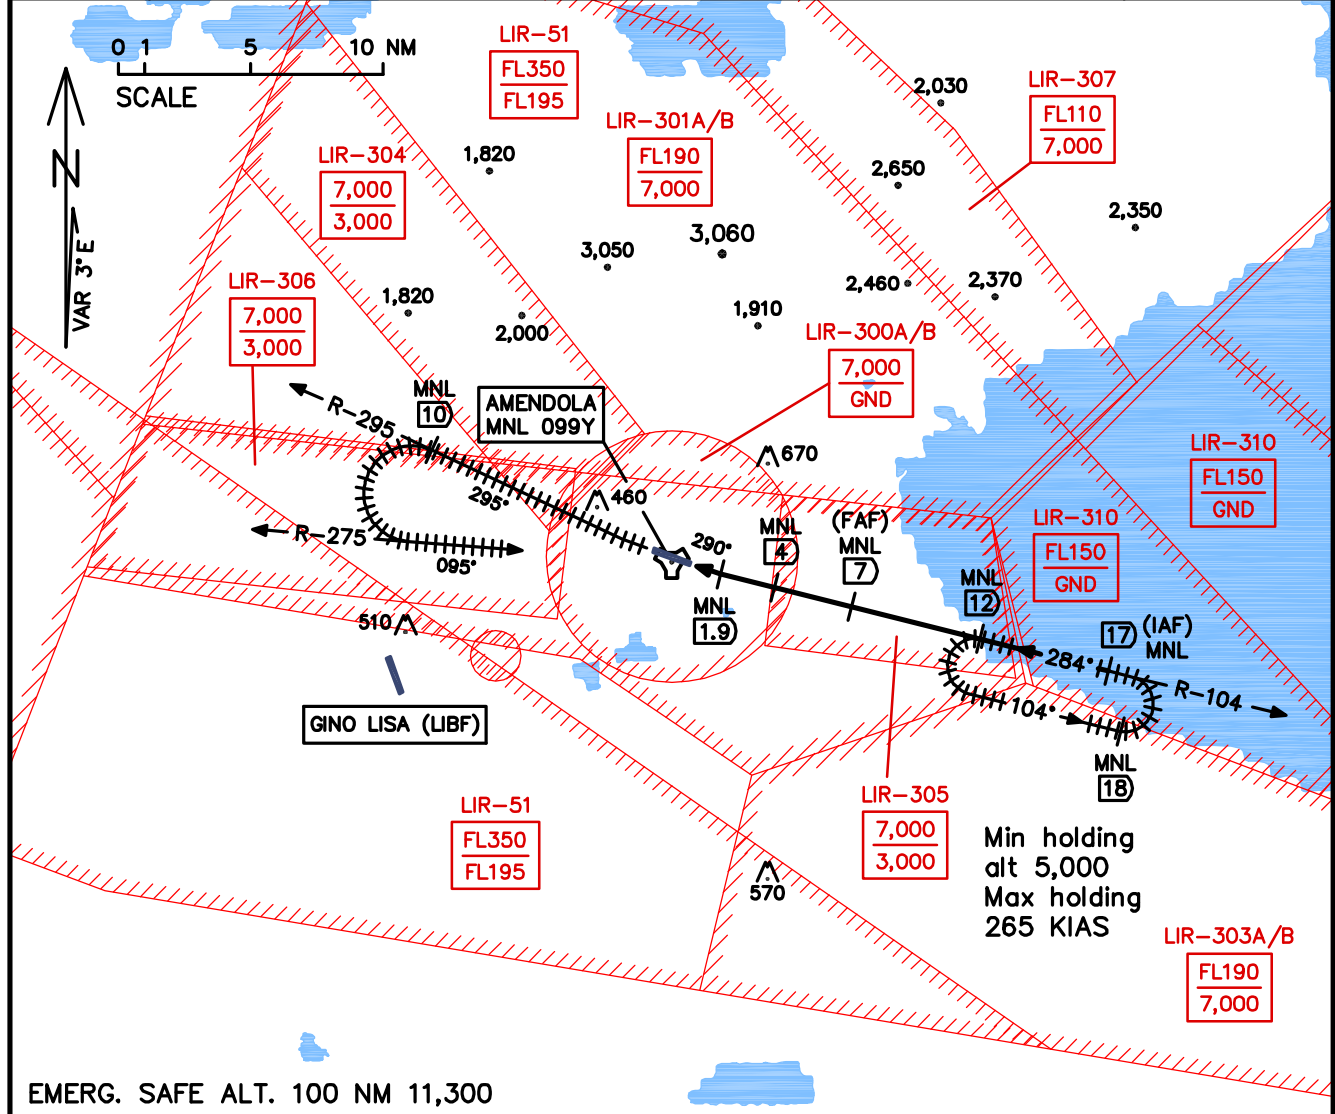 0 1 5 10 NM
SCALE
N
VAR 3°E
LIR-51
FL350
FL195
LIR-301A/B
FL190
7,000
LIR-307
FL110
7,000
2,030
LIR-304
7,000
3,000
1,820
2,650
2,350
3,050
3,060
LIR-306
7,000
3,000
1,820
2,000
2,460
2,370
1,910
LIR-300A/B
7,000
GND
MNL
10
R-295
AMENDOLA
MNL 099Y
670
460
295°
LIR-310
FL150
GND
LIR-310
FL150
GND
R-275
095°
290°
MNL
4
(FAF)
MNL
7
MNL
1.9
MNL
12
17 (IAF)
MNL
284°
R-104
104°
MNL
18
510
GINO LISA (LIBF)
LIR-51
FL350
FL195
LIR-305
7,000
3,000
570
Min holding
alt 5,000
Max holding
265 KIAS
LIR-303A/B
FL190
7,000
EMERG. SAFE ALT. 100 NM 11,300